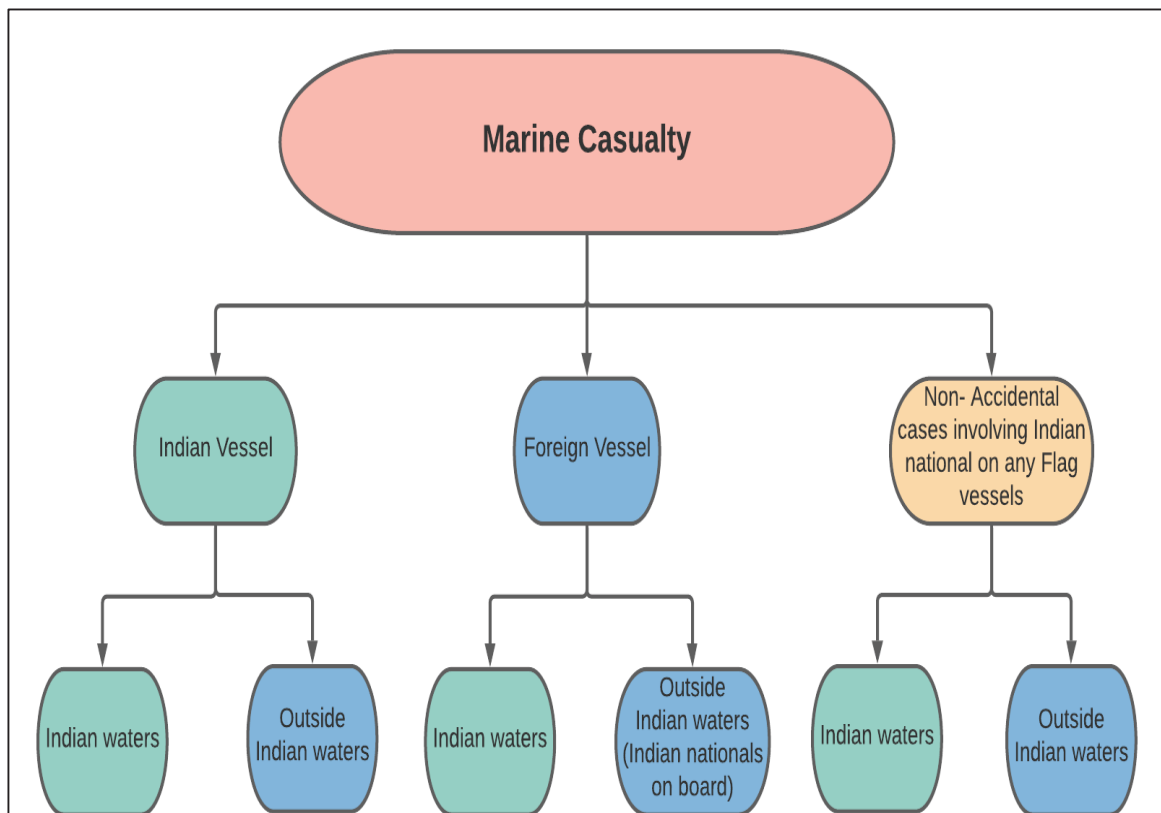 Marine Casualty
Indian Vessel
Foreign Vessel
Non- Accidental
cases involving Indian
national on any Flag
vessels
Indian waters
Outside
Indian waters
Indian waters
Outside
Indian waters
(Indian nationals
on board)
Indian waters
Outside
Indian waters